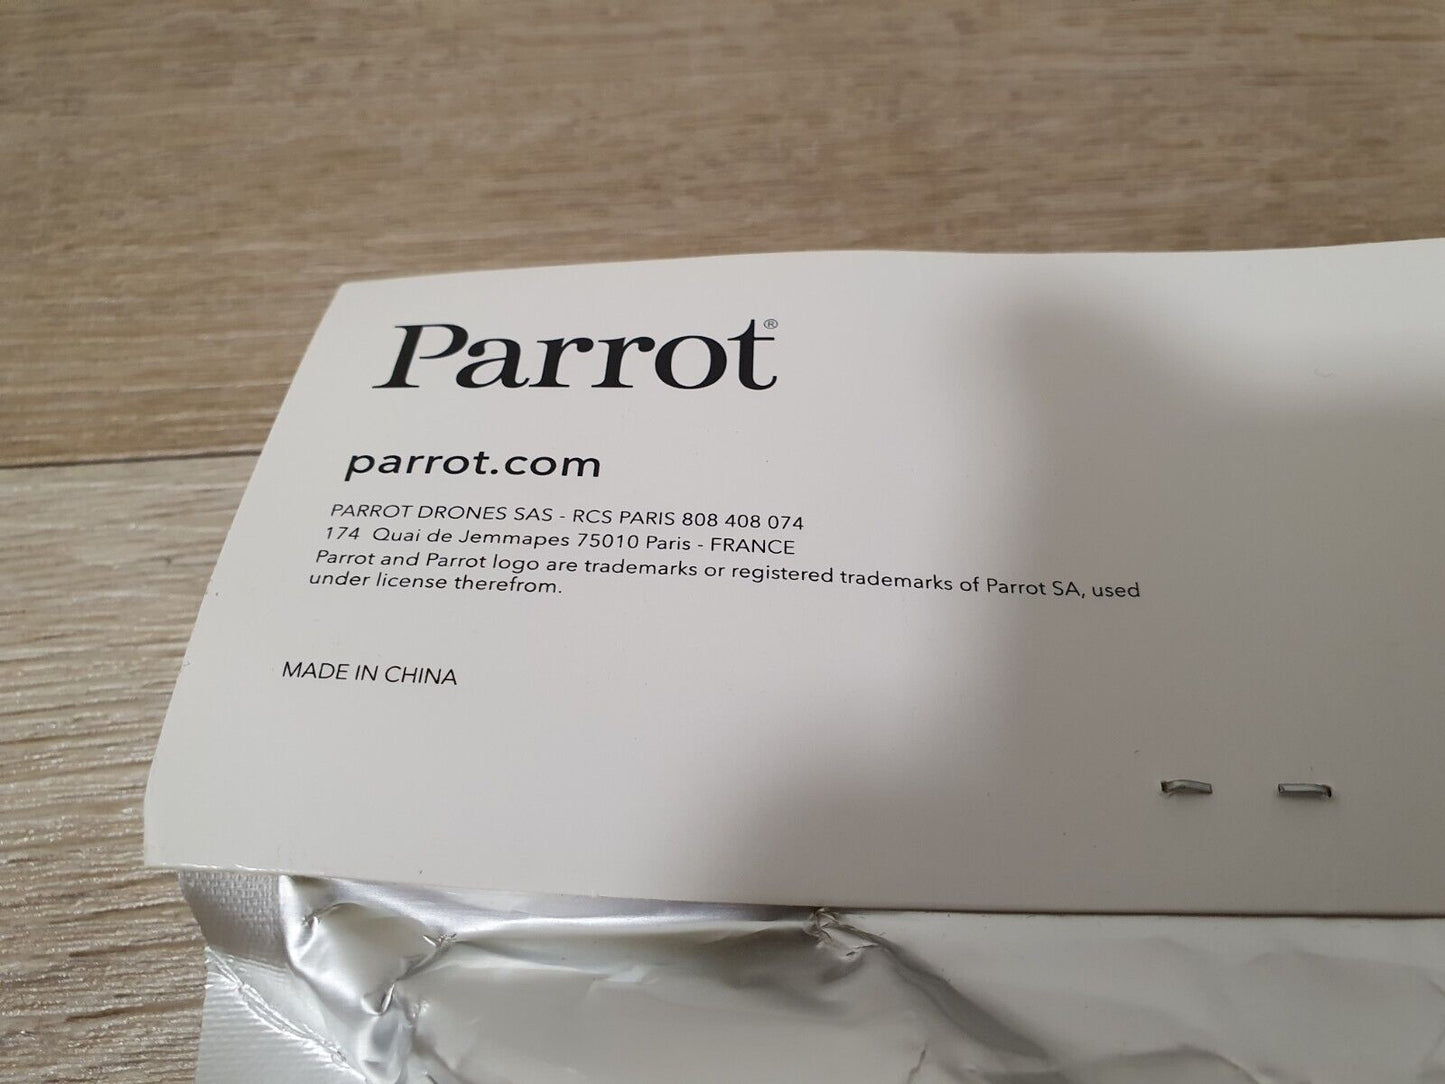 Parrot®
parrot.com
PARROT DRONES SAS - RCS PARIS 808 408 074
174 Quai de Jemmapes 75010 Paris - FRANCE
Parrot and Parrot logo are trademarks or registered trademarks of Parrot SA, used
under license therefrom.
MADE IN CHINA